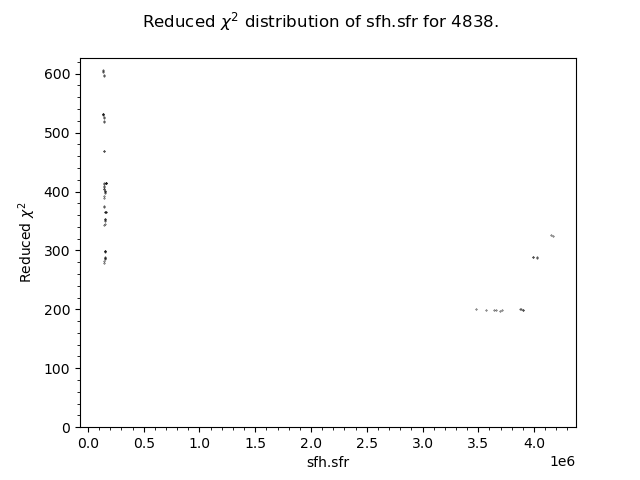 Reduced χ² distribution of sfh.sfr for 4838.
600
500
400
300
200
100
0
Reduced χ²
0.0 0.5 1.0 1.5 2.0 2.5 3.0 3.5 4.0
sfh.sfr
1e6